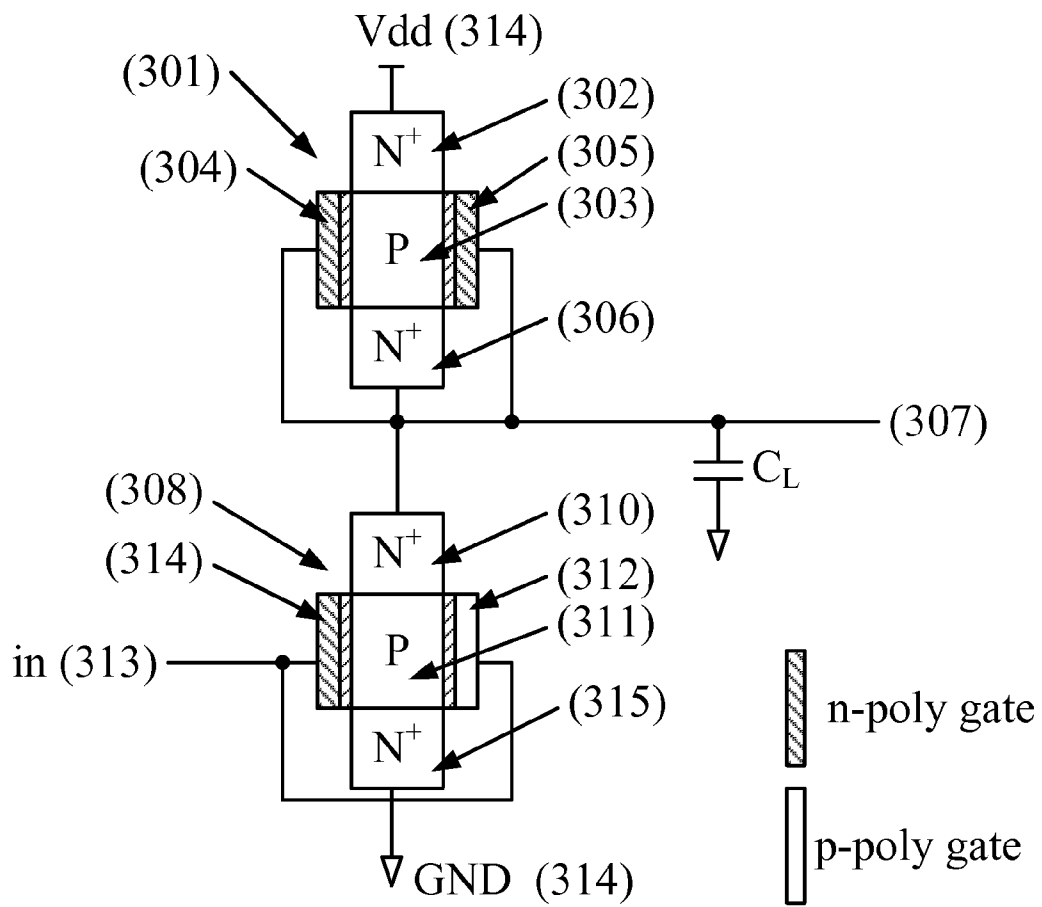 Vdd (314)
(301)
(302)
N+
(305)
(304)
(303)
P
(306)
N+
(307)
CL
(308)
(310)
N+
(314)
(312)
(311)
P
in (313)
(315)
n-poly gate
N+
p-poly gate
GND (314)